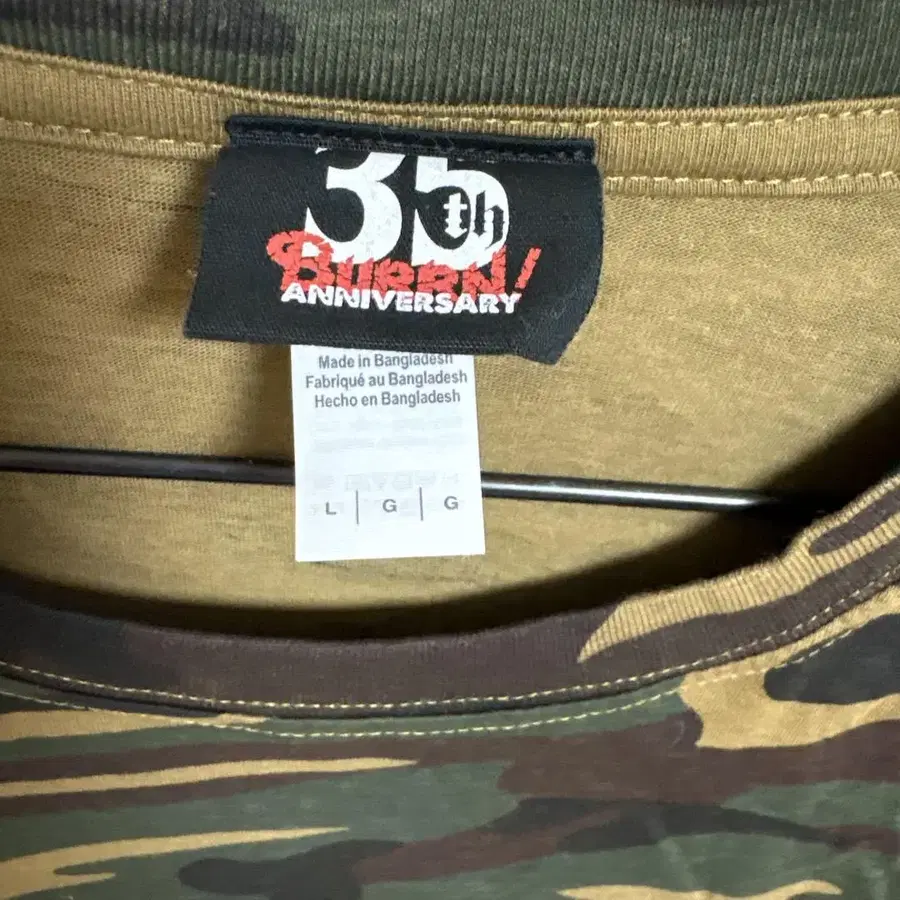 35th
BURRN!
ANNIVERSARY
Made in Bangladesh
Fabriqué au Bangladesh
Hecho en Bangladesh
L | G | G